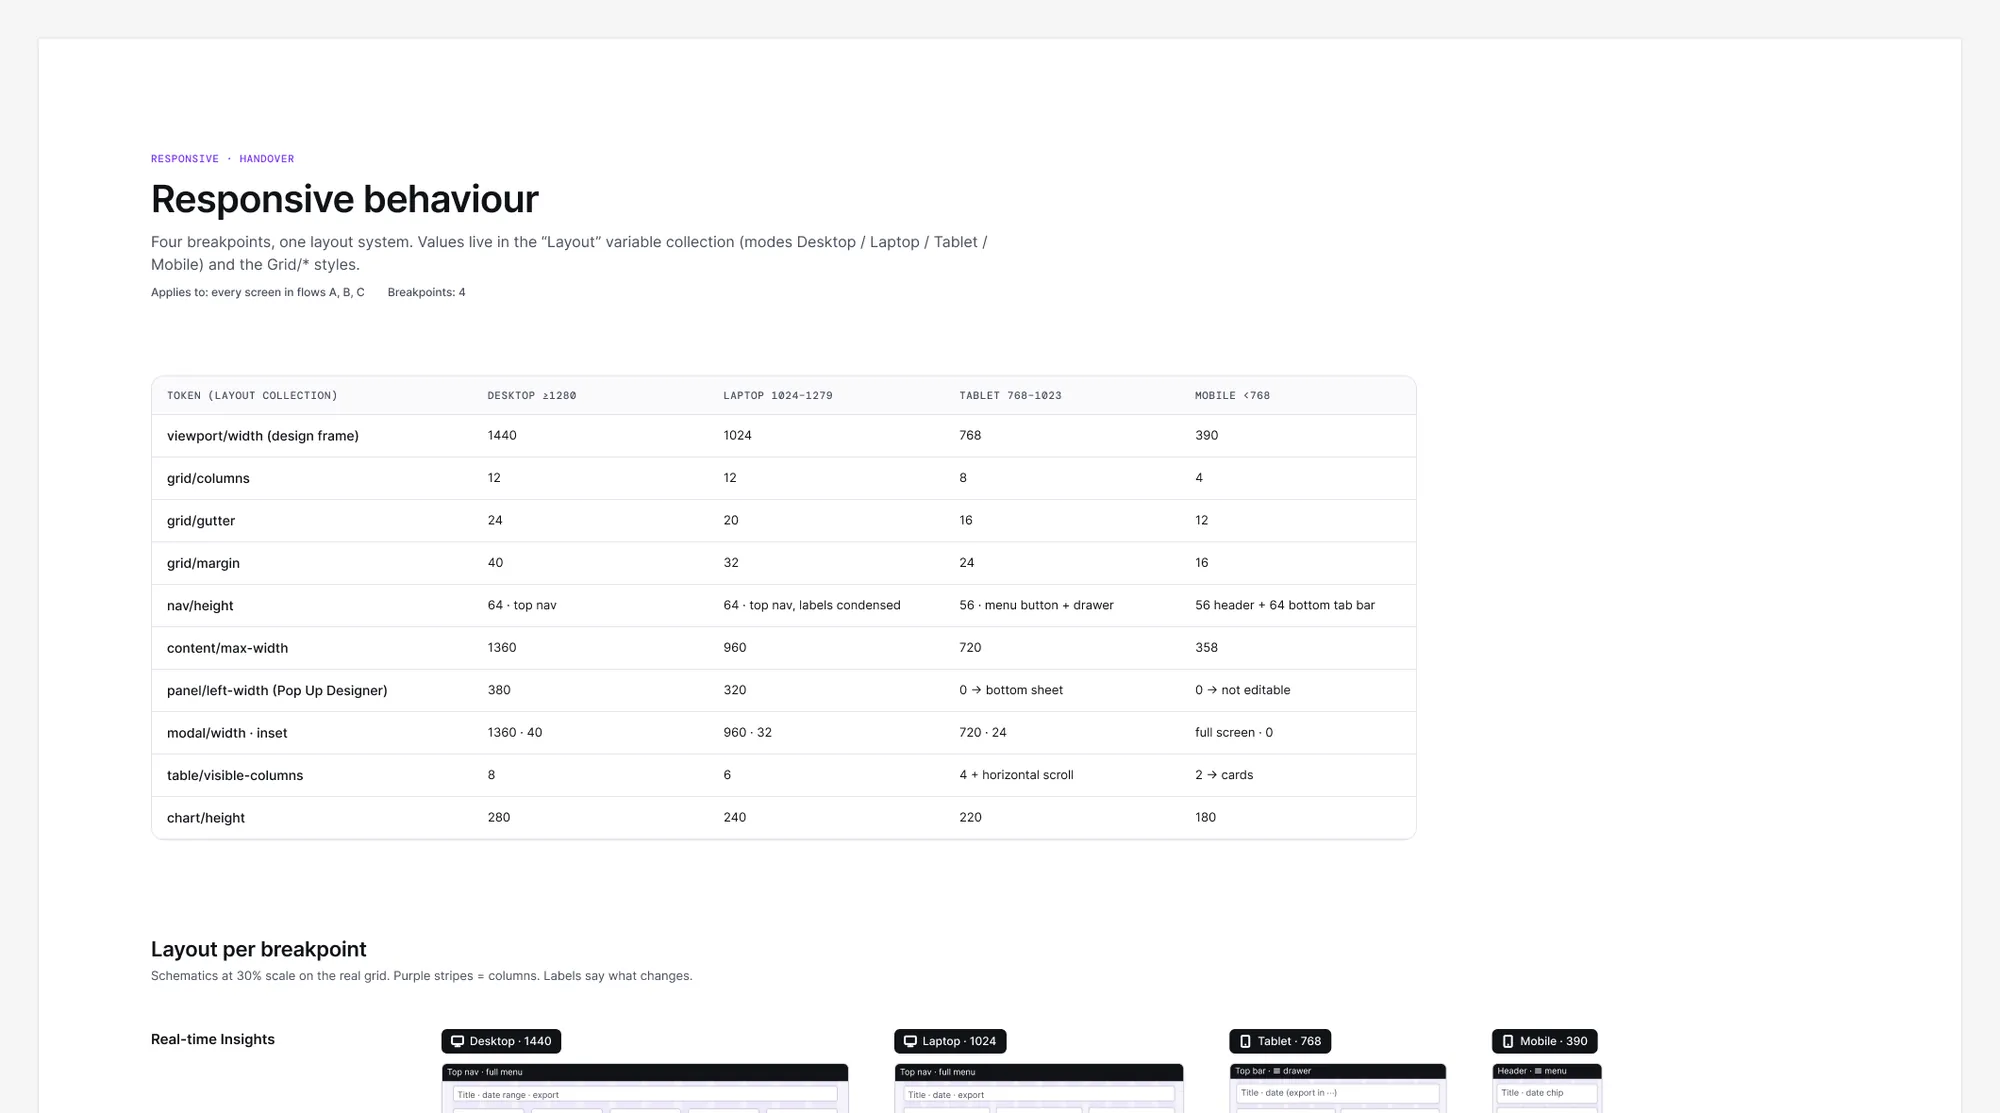 RESPONSIVE · HANDOVER
Responsive behaviour
Four breakpoints, one layout system. Values live in the “Layout” variable collection (modes Desktop / Laptop / Tablet /
Mobile) and the Grid/* styles.
Applies to: every screen in flows A, B, C Breakpoints: 4
TOKEN (LAYOUT COLLECTION) DESKTOP ≥1280 LAPTOP 1024–1279 TABLET 768–1023 MOBILE <768
viewport/width (design frame) 1440 1024 768 390
grid/columns 12 12 8 4
grid/gutter 24 20 16 12
grid/margin 40 32 24 16
nav/height 64 · top nav 64 · top nav, labels condensed 56 · menu button + drawer 56 header + 64 bottom tab bar
content/max-width 1360 960 720 358
panel/left-width (Pop Up Designer) 380 320 0 → bottom sheet 0 → not editable
modal/width · inset 1360 · 40 960 · 32 720 · 24 full screen · 0
table/visible-columns 8 6 4 + horizontal scroll 2 → cards
chart/height 280 240 220 180
Layout per breakpoint
Schematics at 30% scale on the real grid. Purple stripes = columns. Labels say what changes.
Real-time Insights Desktop · 1440 Laptop · 1024 Tablet · 768 Mobile · 390
Top nav · full menu Top nav · full menu Top bar · ≡ drawer Header · ≡ menu
Title · date range · export Title · date · export Title · date (export in ⋯) Title · date chip